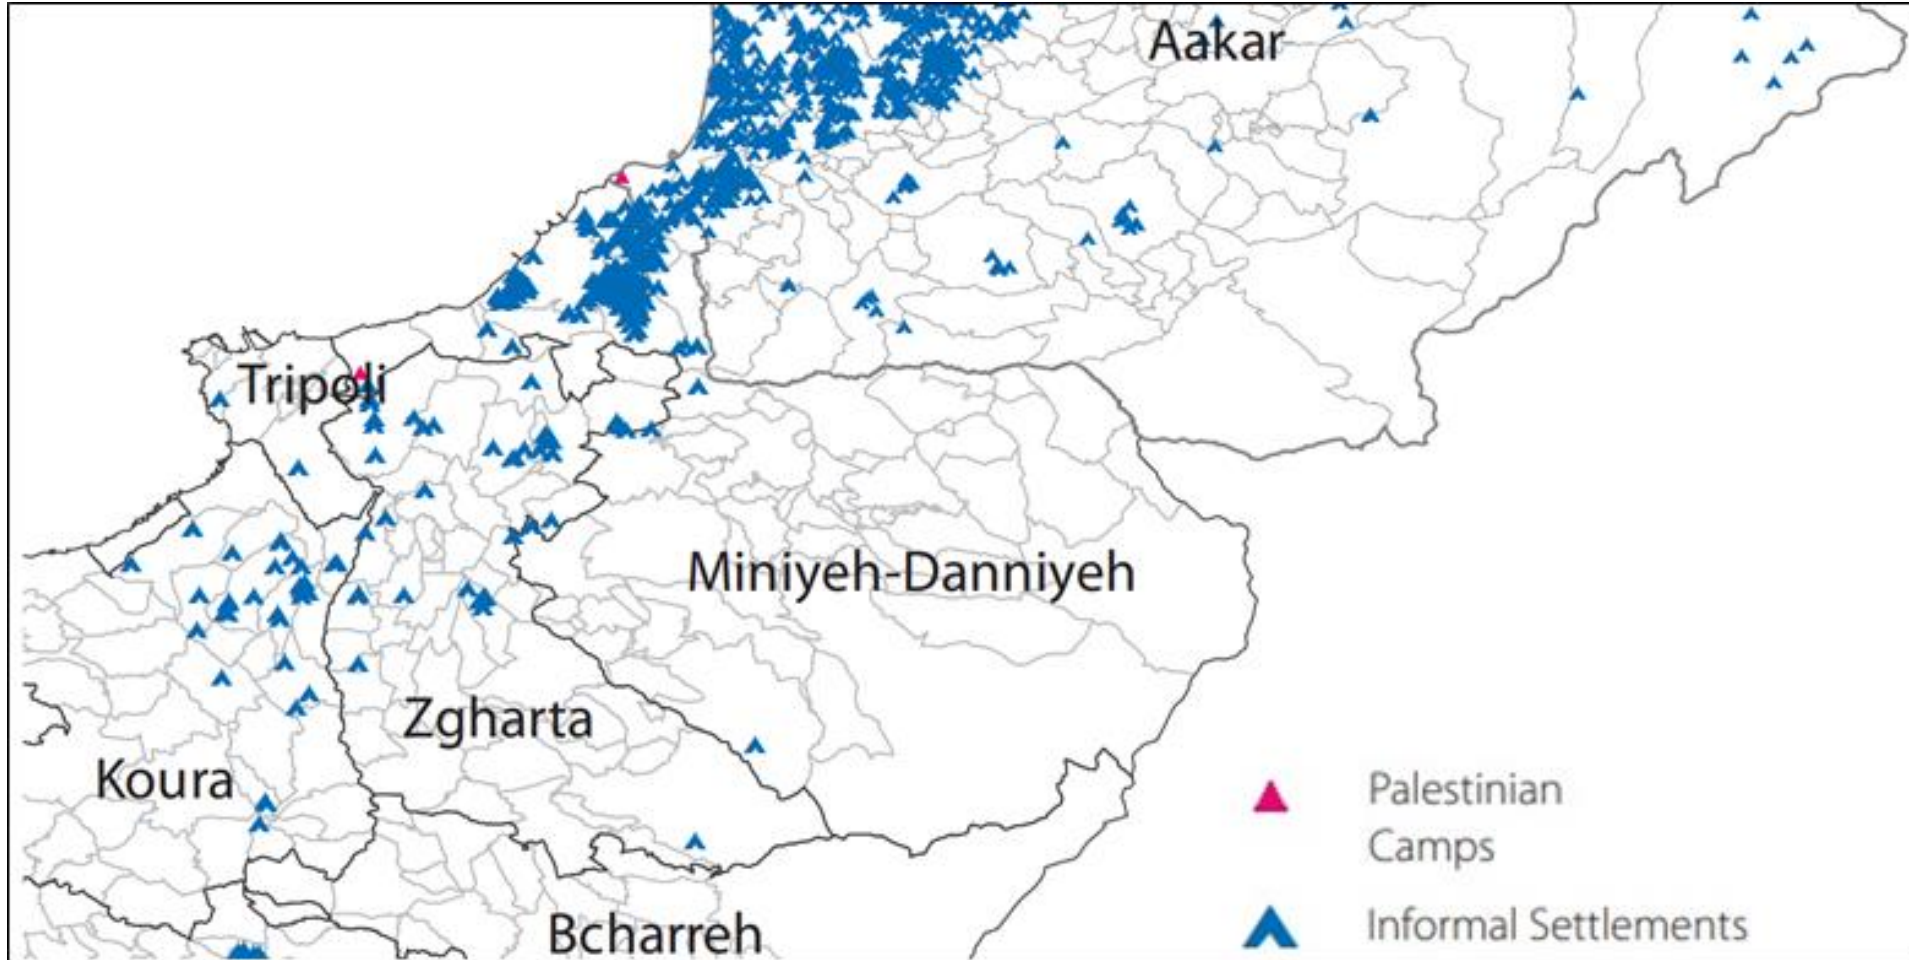 Aakar
Tripoli
Miniyeh-Danniyeh
Zgharta
Koura
Palestinian
Camps
Informal Settlements
Bcharreh